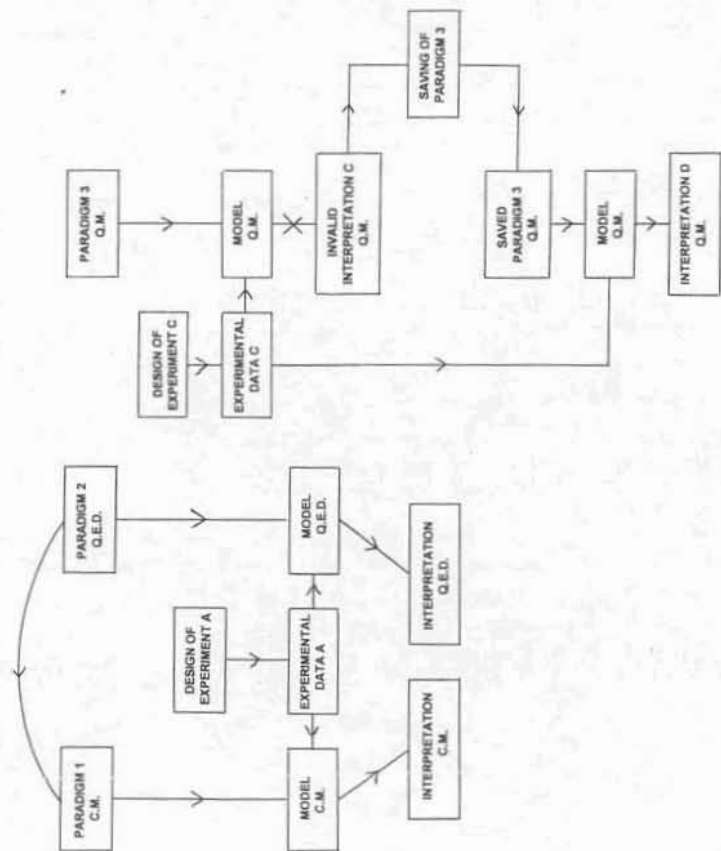 PARADIGM 1
C.M.
PARADIGM 2
Q.E.D.
DESIGN OF
EXPERIMENT A
MODEL
C.M.
EXPERIMENTAL
DATA A
MODEL
Q.E.D.
INTERPRETATION
C.M.
INTERPRETATION
Q.E.D.
PARADIGM 3
Q.M.
DESIGN OF
EXPERIMENT C
EXPERIMENTAL
DATA C
MODEL
Q.M.
INVALID
INTERPRETATION C
Q.M.
SAVING OF
PARADIGM 3
SAVED
PARADIGM 3
Q.M.
MODEL
Q.M.
INTERPRETATION D
Q.M.